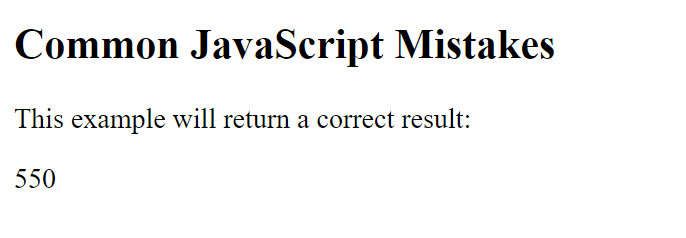 Common JavaScript Mistakes
This example will return a correct result:
550